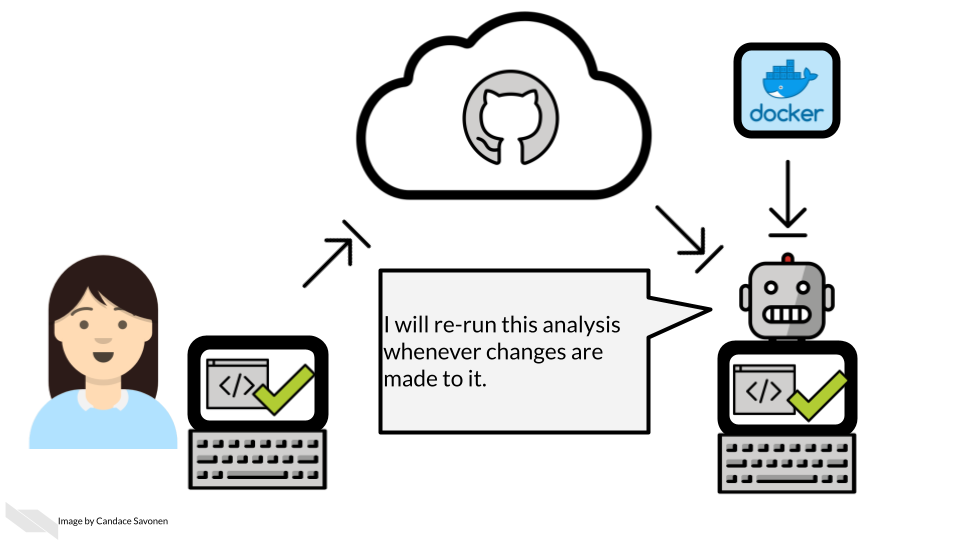 docker
I will re-run this analysis
whenever changes are
made to it.
</>
</>
Image by Candace Savonen